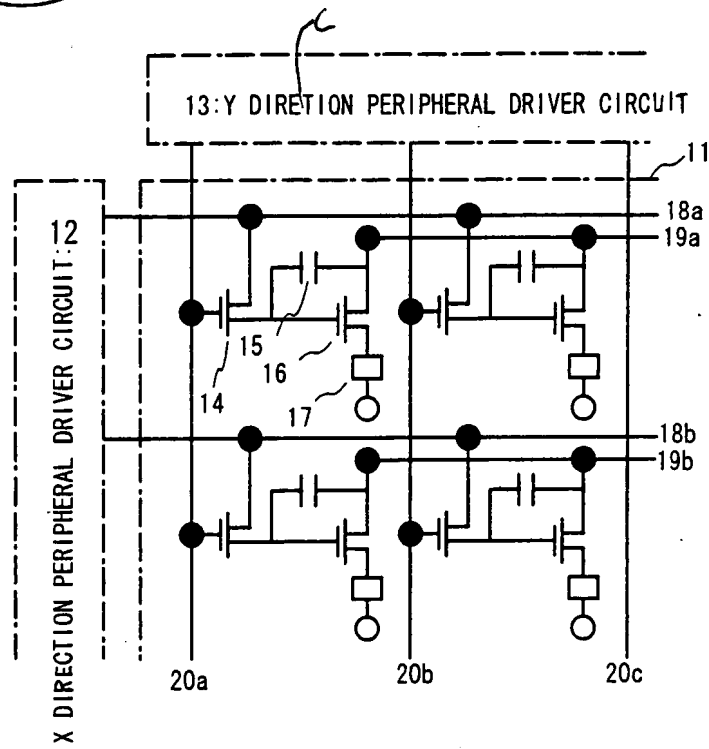 c
13:Y DIRETION PERIPHERAL DRIVER CIRCUIT
11
X DIRECTION PERIPHERAL DRIVER CIRCUIT:12
18a
19a
15
16
14
17
18b
19b
20a
20b
20c